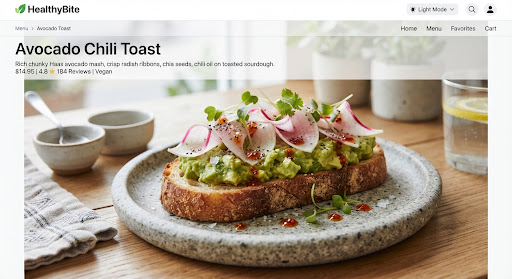 HealthyBite
Light Mode
Home Menu Favorites Cart
Menu > Avocado Toast
Avocado Chili Toast
Rich chunky Haas avocado mash, crisp radish ribbons, chia seeds, chili oil on toasted sourdough.
$14.95 | 4.8 ⭐ 184 Reviews | Vegan